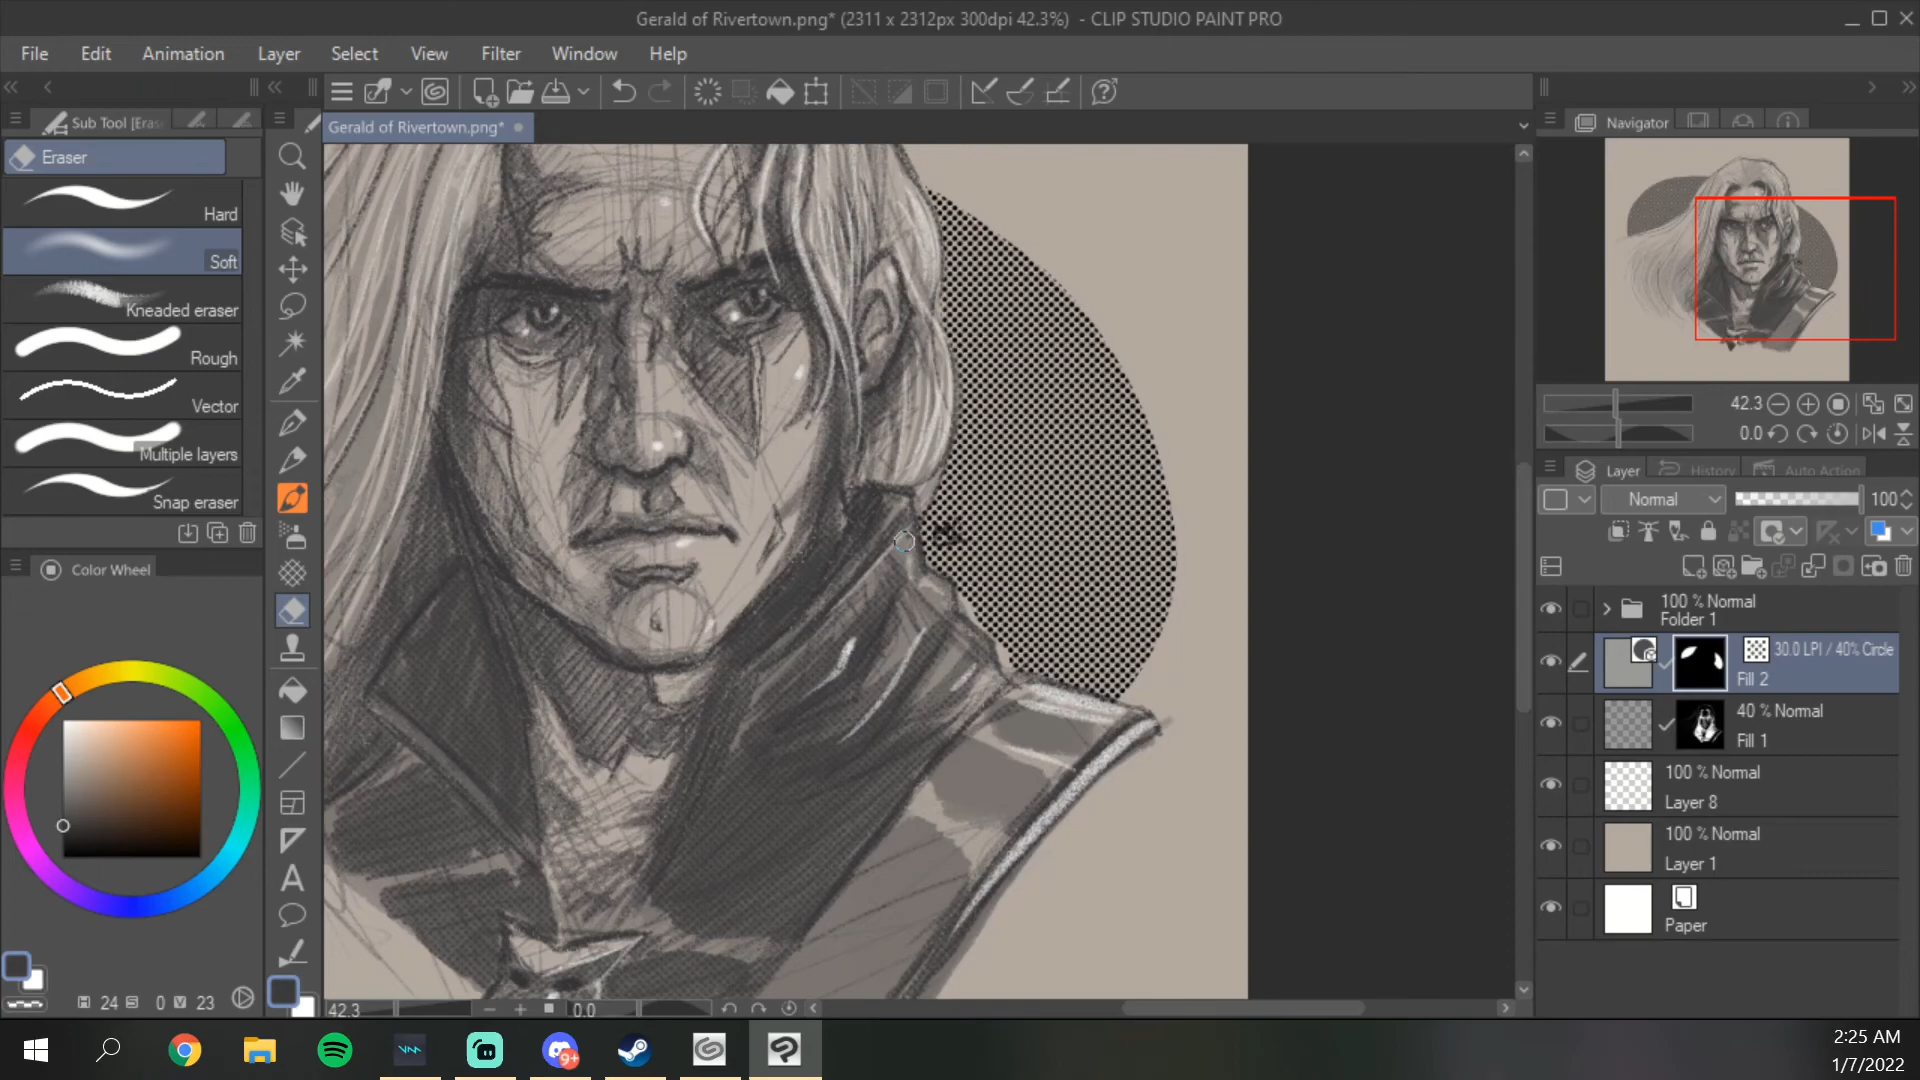 Gerald of Rivertown.png* (2311 x 2312px 300dpi 42.3%) - CLIP STUDIO PAINT PRO
File Edit Animation Layer Select View Filter Window Help
Sub Tool [Eras
Gerald of Rivertown.png*
Navigator
Eraser
Hard
Soft
Kneaded eraser
Rough
Vector
Multiple layers
Snap eraser
42.3
0.0
Layer History Auto Action
Normal 100
100 % Normal
Folder 1
30.0 LPI / 40% Circle
Fill 2
40 % Normal
Fill 1
100 % Normal
Layer 8
100 % Normal
Layer 1
Paper
Color Wheel
H 24 S 0 V 23
42.3 0.0
9+
2:25 AM
1/7/2022